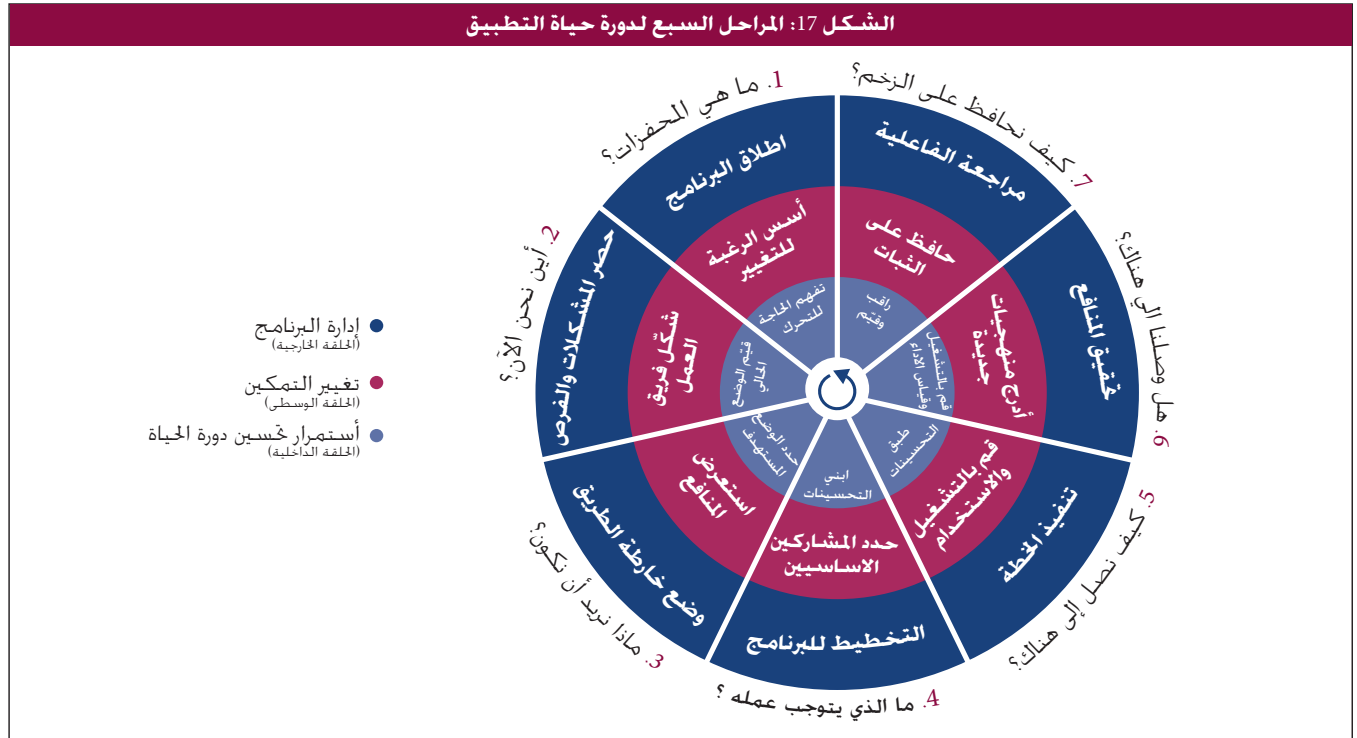 الشكل 17: المراحل السبع لدورة حياة التطبيق
1. ما هي المحفزات؟
2. أين نحن الآن؟
3. ماذا نريد أن نكون؟
4. ما الذي يتوجب عمله ؟
5. كيف نصل إلى هناك؟
6. هل وصلنا الي هناك؟
7. كيف نحافظ على الزخم؟
اطلاق البرنامج
حصر المشكلات والفرص
وضع خارطة الطريق
التخطيط للبرنامج
تنفيذ الخطة
تحقيق المنافع
مراجعة الفاعلية
أسس الرغبة
للتغيير
شكّل فريق
العمل
استعرض
المنافع
حدد المشاركين
الاساسيين
قم بالتشغيل
والاستخدام
أدرج منهجيات
جديدة
حافظ على
الثبات
تفهم الحاجة
للتحرك
قيّم الوضع
الحالي
حدد الوضع
المستهدف
ابني
التحسينات
طبق
التحسينات
قم بالتشغيل
وقياس الاداء
راقب
وقيّم
إدارة البرنامج
(الحلقة الخارجية)
تغيير التمكين
(الحلقة الوسطى)
أستمرار تحسين دورة الحياة
(الحلقة الداخلية)